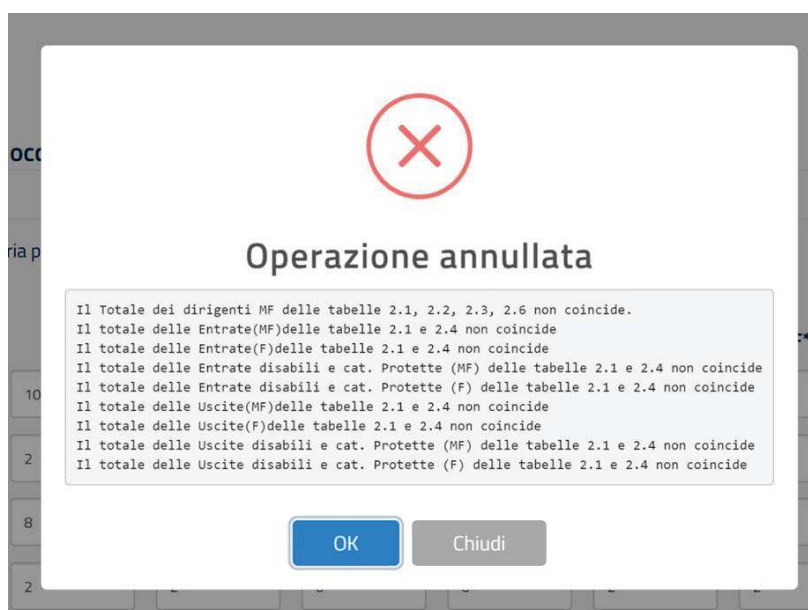 occ
ria p
Operazione annullata
Il Totale dei dirigenti MF delle tabelle 2.1, 2.2, 2.3, 2.6 non coincide.
Il totale delle Entrate(MF)delle tabelle 2.1 e 2.4 non coincide
Il totale delle Entrate(F)delle tabelle 2.1 e 2.4 non coincide
Il totale delle Entrate disabili e cat. Protette (MF) delle tabelle 2.1 e 2.4 non coincide
Il totale delle Entrate disabili e cat. Protette (F) delle tabelle 2.1 e 2.4 non coincide
Il totale delle Uscite(MF)delle tabelle 2.1 e 2.4 non coincide
Il totale delle Uscite(F)delle tabelle 2.1 e 2.4 non coincide
Il totale delle Uscite disabili e cat. Protette (MF) delle tabelle 2.1 e 2.4 non coincide
Il totale delle Uscite disabili e cat. Protette (F) delle tabelle 2.1 e 2.4 non coincide
10
2
8
OK Chiudi
2